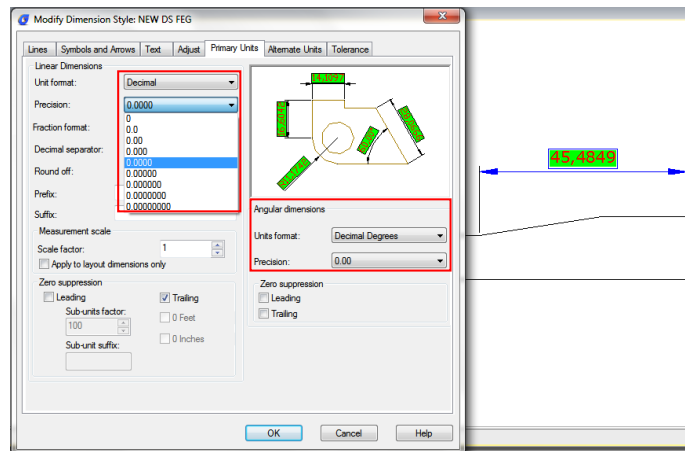 Modify Dimension Style: NEW DS FEG
Lines Symbols and Arrows Text Adjust Primary Units Alternate Units Tolerance
Linear Dimensions
Unit format: Decimal
Precision: 0.0000
0
0.0
0.00
0.000
0.0000
0.00000
0.000000
0.0000000
0.00000000
Fraction format:
Decimal separator:
Round off:
Prefix:
Suffix:
Measurement scale
Scale factor: 1
Apply to layout dimensions only
Zero suppression
Leading
Trailing
Sub-units factor:
100
0 Feet
Sub-unit suffix:
0 Inches
14,1097
Angular dimensions
Units format: Decimal Degrees
Precision: 0.00
Zero suppression
Leading
Trailing
OK Cancel Help
45,4849